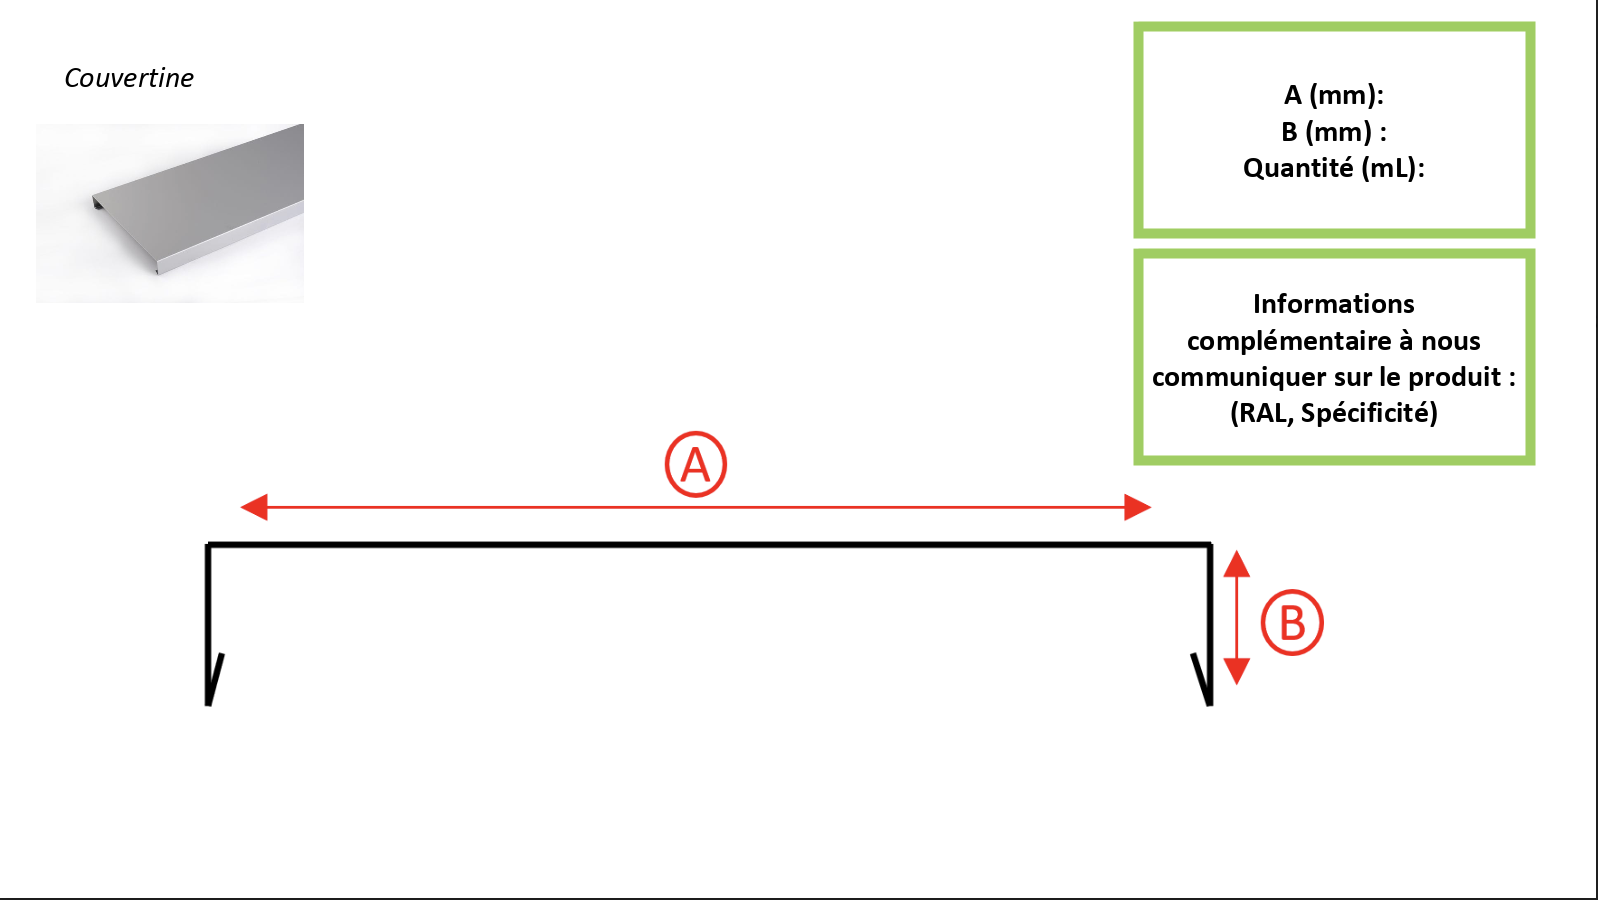 Couvertine
A (mm):
B (mm) :
Quantité (mL):
Informations
complémentaire à nous
communiquer sur le produit :
(RAL, Spécificité)
A
B